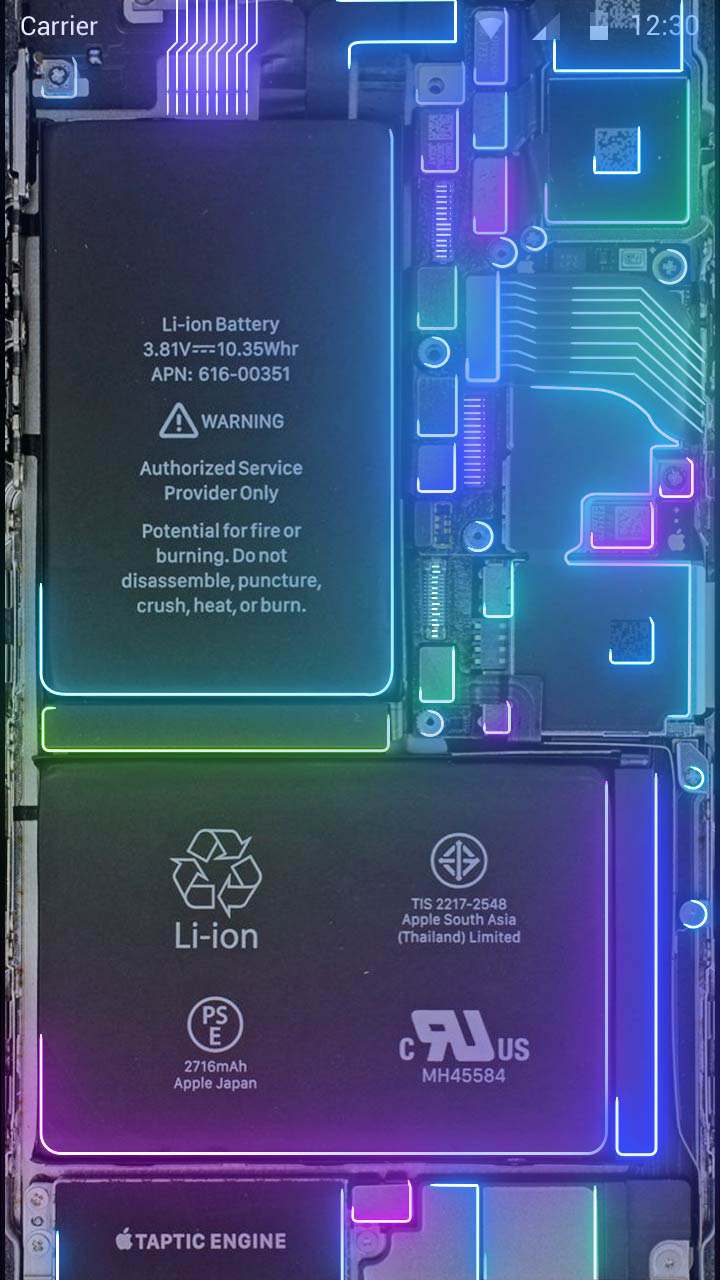 Carrier
12:30
Li-ion Battery
3.81V⎓10.35Whr
APN: 616-00351
WARNING
Authorized Service
Provider Only
Potential for fire or
burning. Do not
disassemble, puncture,
crush, heat, or burn.
Li-ion
TIS 2217-2548
Apple South Asia
(Thailand) Limited
PS
E
2716mAh
Apple Japan
c RU US
MH45584
TAPTIC ENGINE